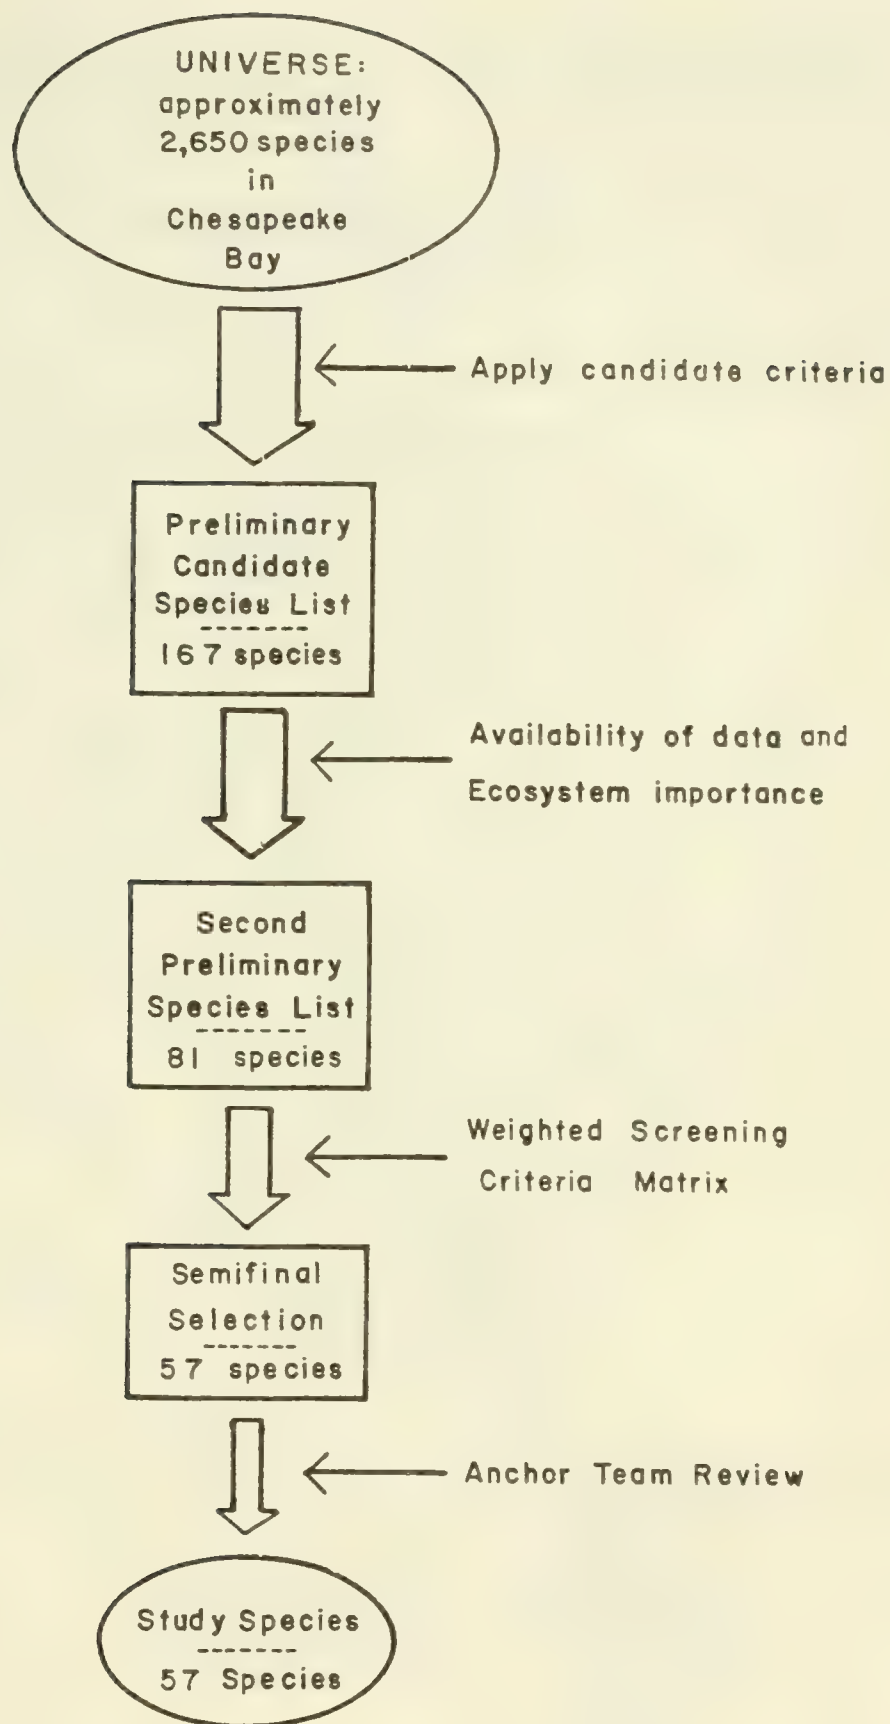 UNIVERSE:
approximately
2,650 species
in
Chesapeake
Bay
Apply candidate criteria
Preliminary
Candidate
Species List
-------
167 species
Availability of data and
Ecosystem importance
Second
Preliminary
Species List
-------
81 species
Weighted Screening
Criteria Matrix
Semifinal
Selection
-------
57 species
Anchor Team Review
Study Species
-------
57 Species